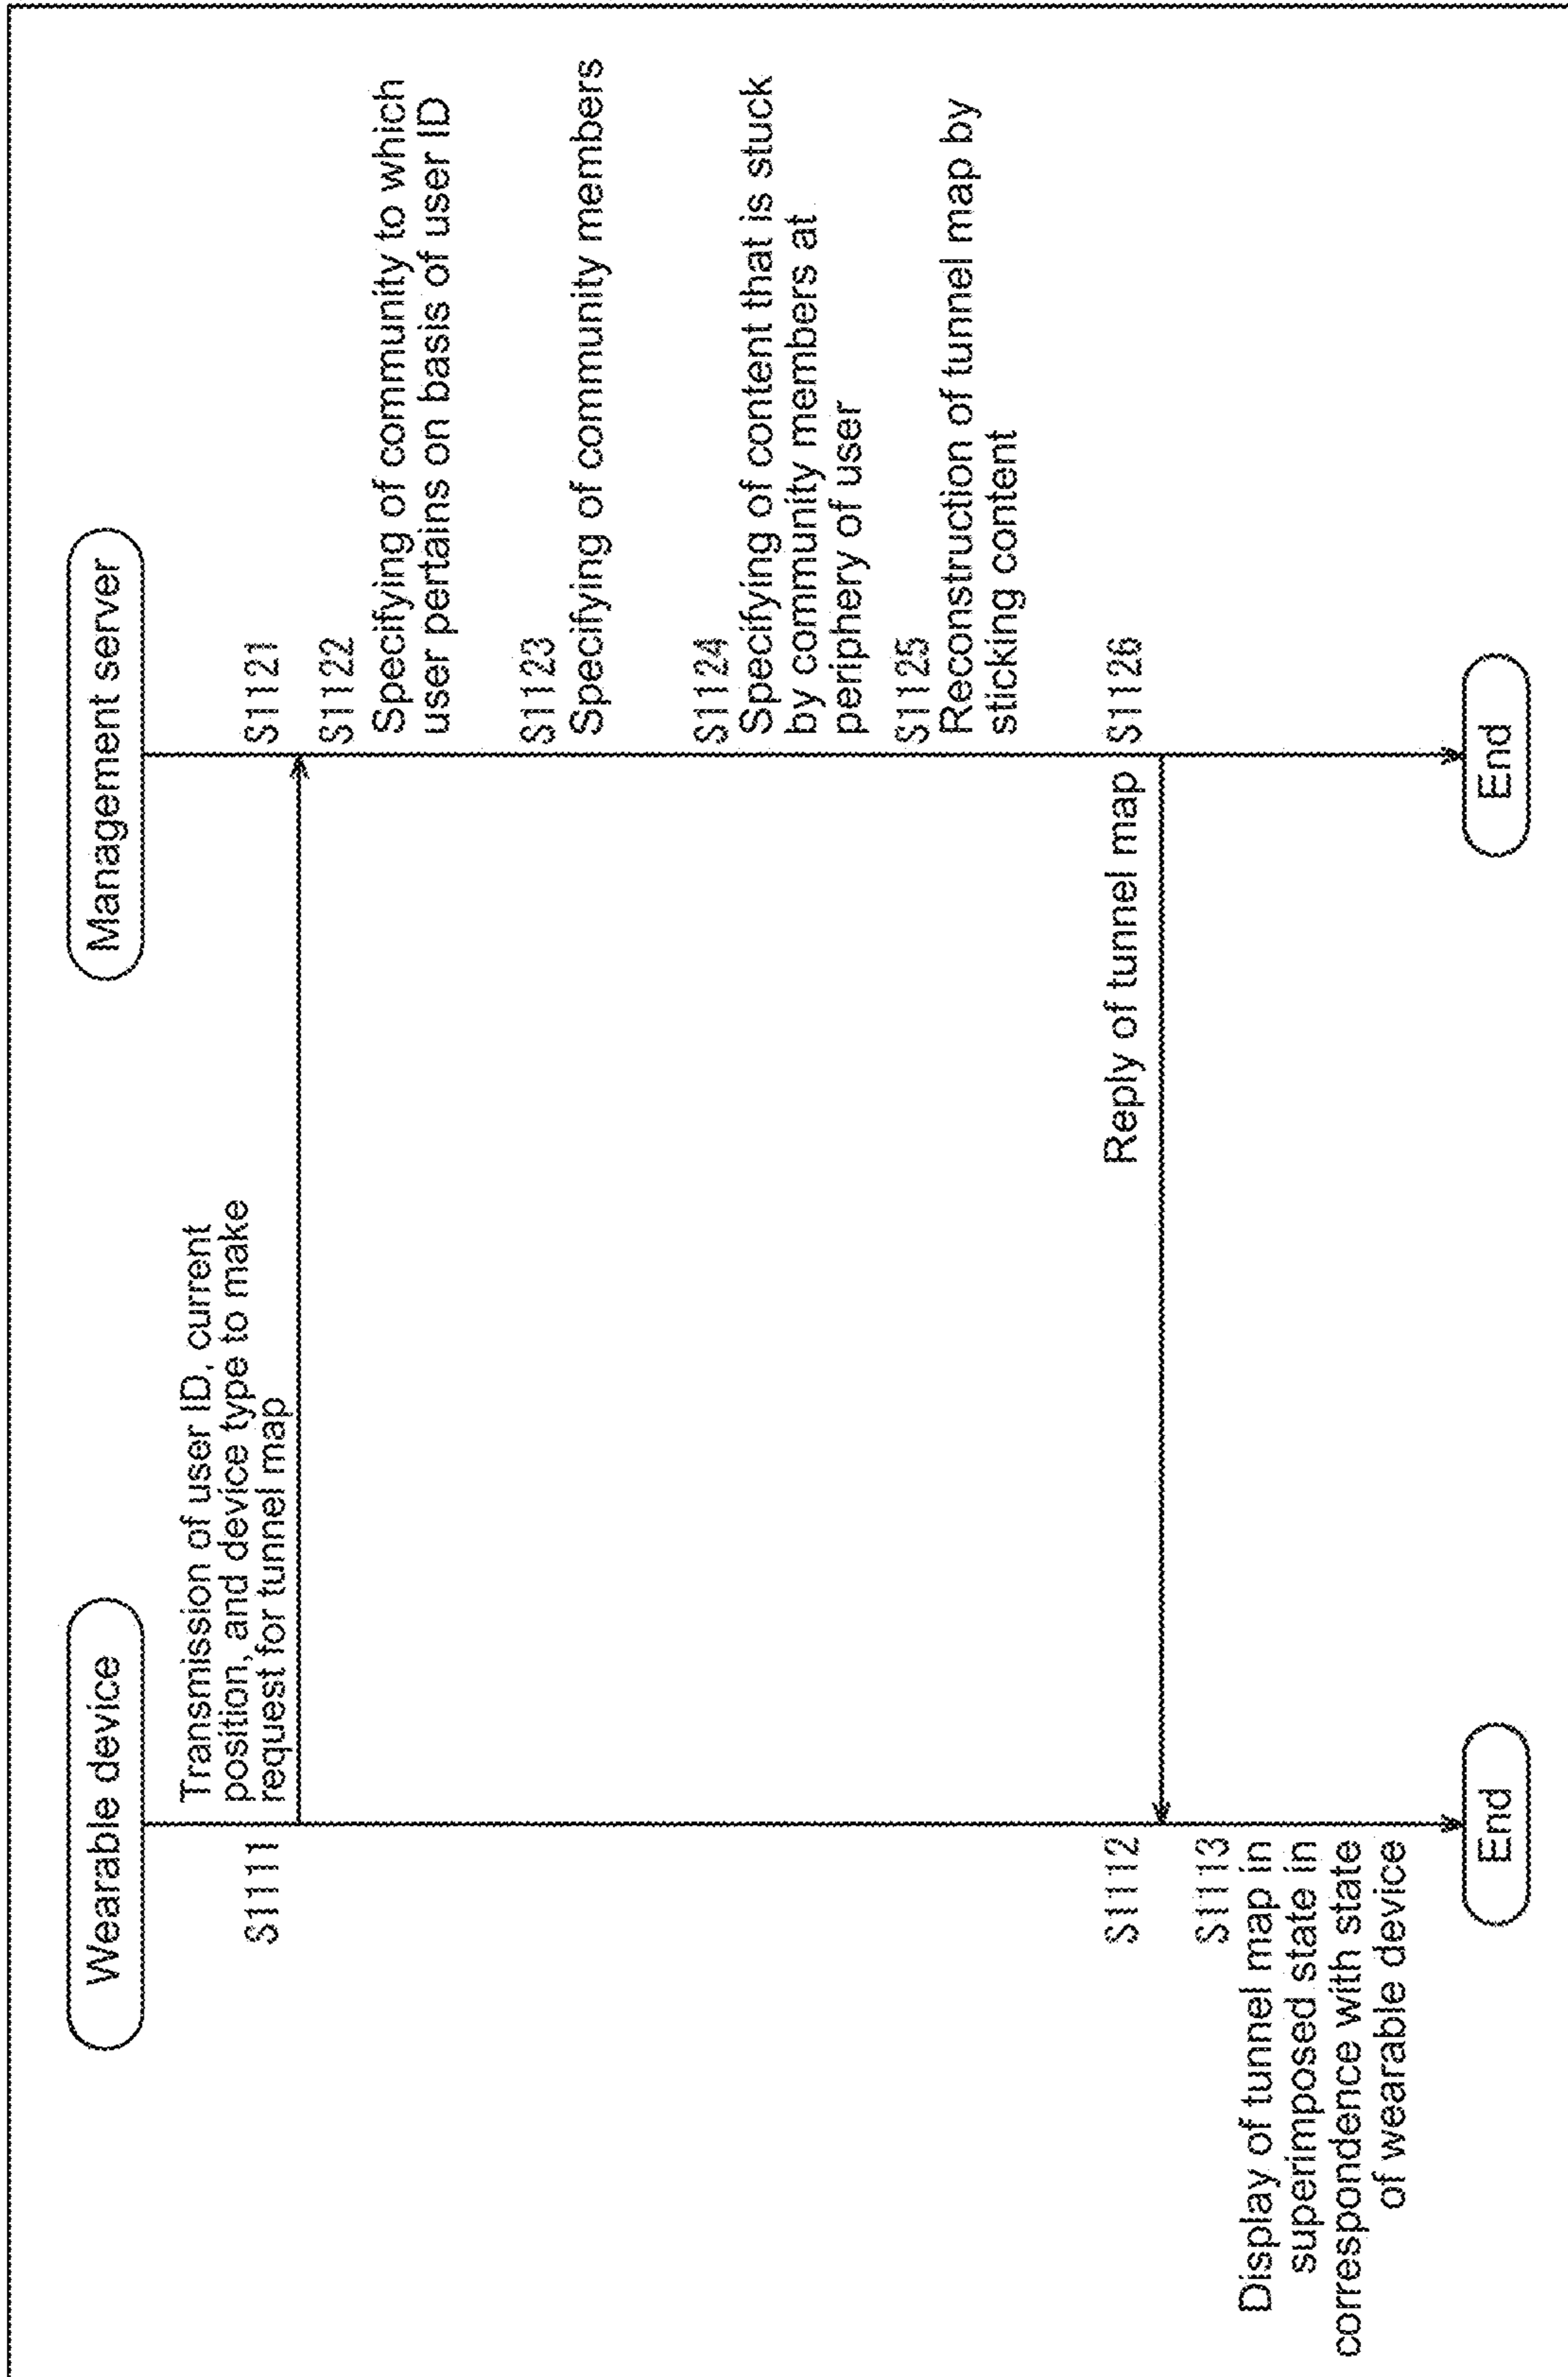 Wearable device
Management server
Transmission of user ID, current
position, and device type to make
request for tunnel map
S1111
S1121
S1122
Specifying of community to which
user pertains on basis of user ID
S1123
Specifying of community members
S1124
Specifying of content that is stuck
by community members at
periphery of user
S1125
Reconstruction of tunnel map by
sticking content
S1126
Reply of tunnel map
S1112
S1113
Display of tunnel map in
superimposed state in
correspondence with state
of wearable device
End
End